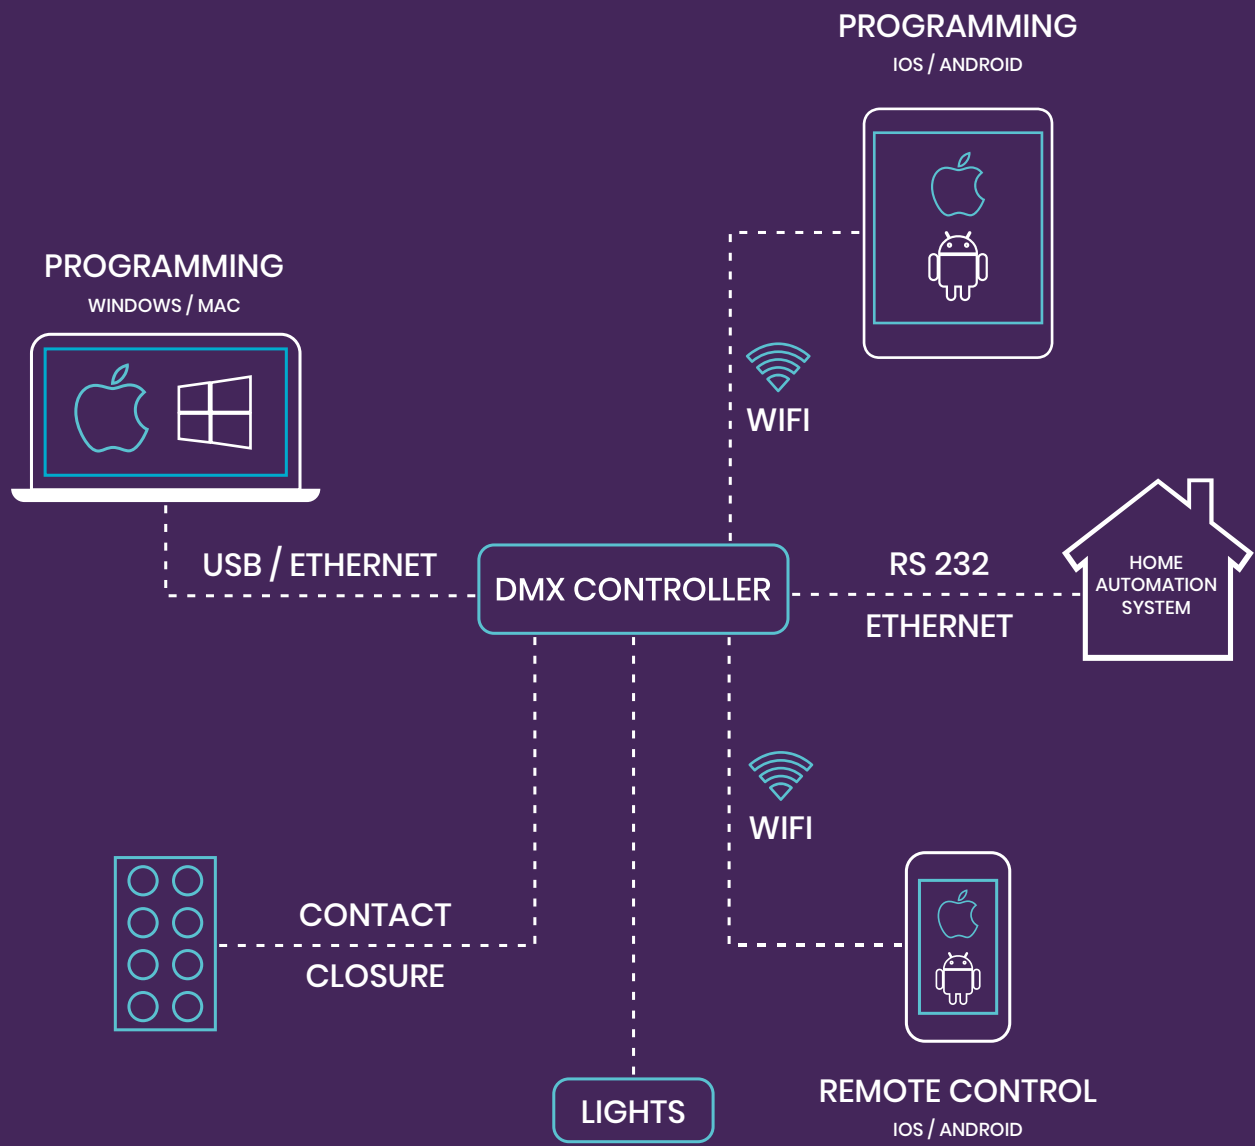 PROGRAMMING
IOS / ANDROID
PROGRAMMING
WINDOWS / MAC
WIFI
USB / ETHERNET
DMX CONTROLLER
RS 232
ETHERNET
HOME
AUTOMATION
SYSTEM
WIFI
CONTACT
CLOSURE
LIGHTS
REMOTE CONTROL
IOS / ANDROID